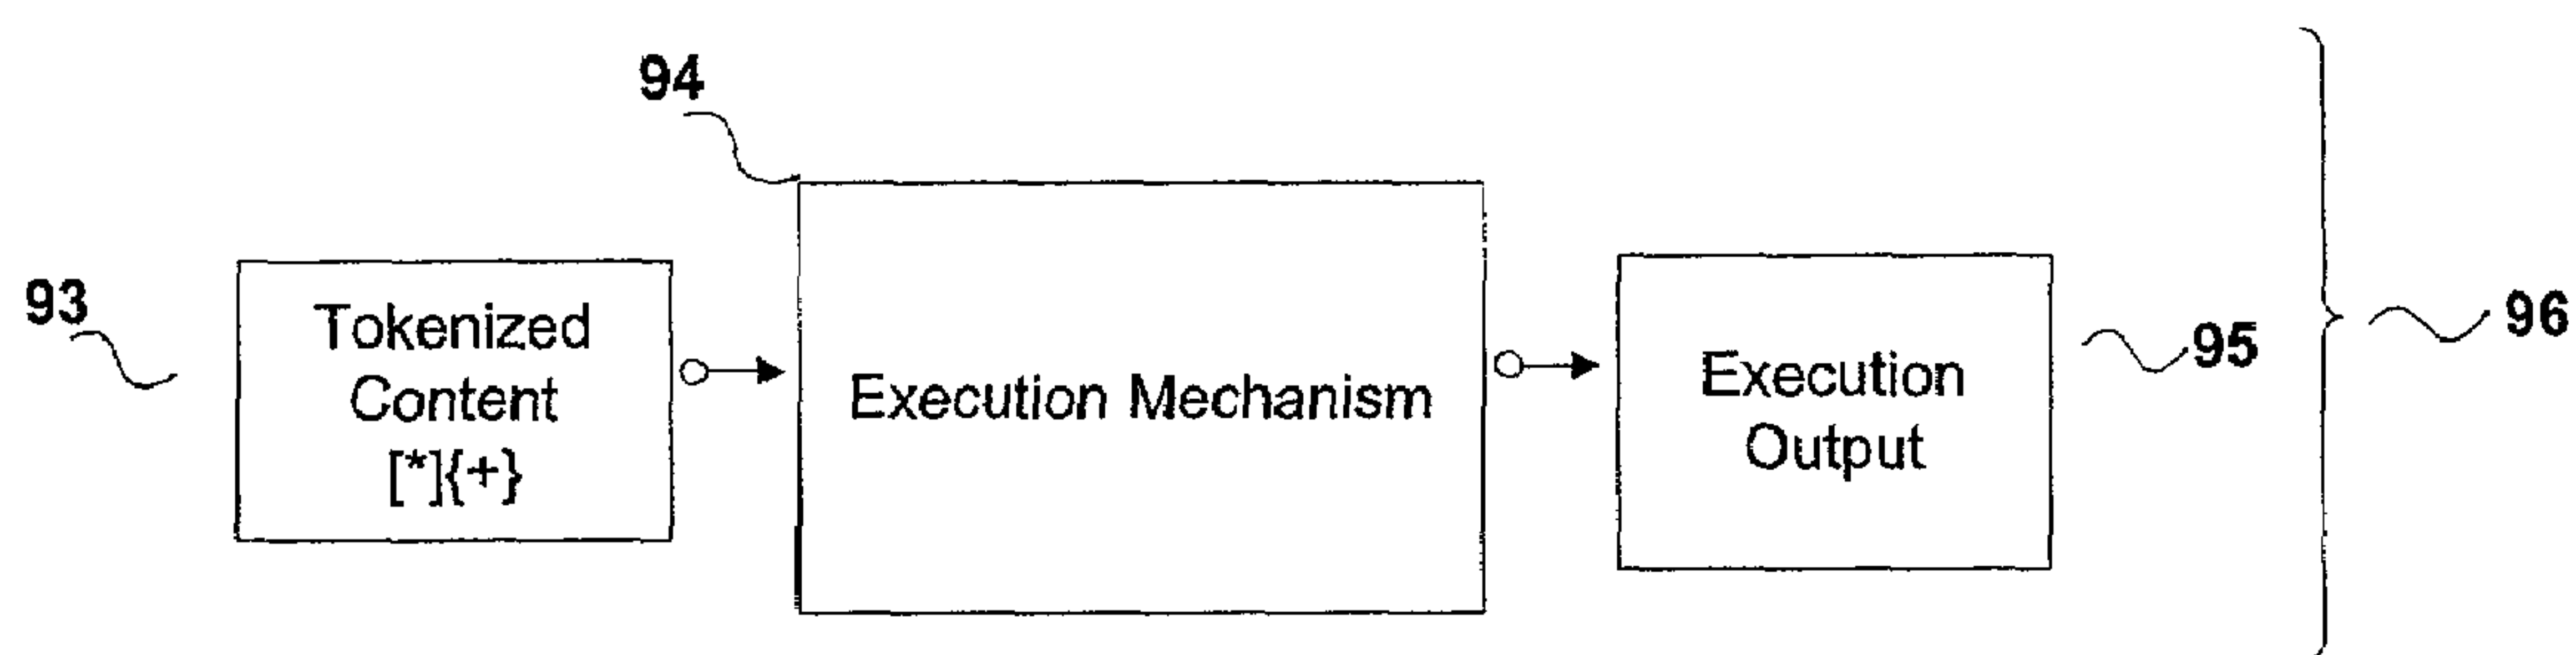 94
93
Tokenized
Content
[*]{+}
Execution Mechanism
Execution
Output
95
96